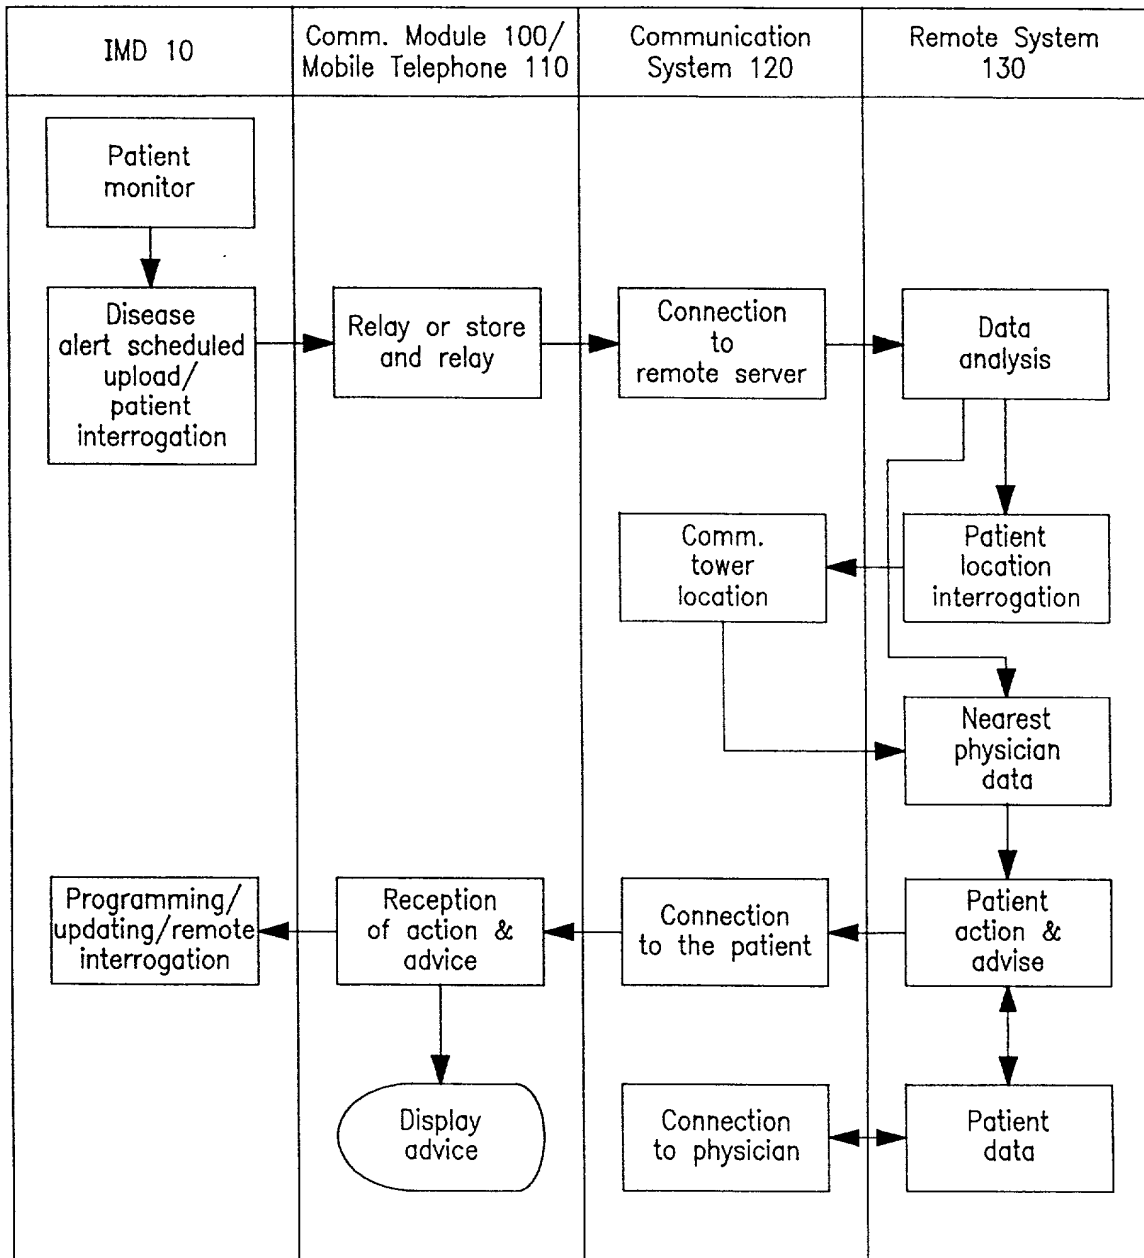 IMD 10
Comm. Module 100/
Mobile Telephone 110
Communication
System 120
Remote System
130
Patient
monitor
Disease
alert scheduled
upload/
patient
interrogation
Relay or store
and relay
Connection
to
remote server
Data
analysis
Comm.
tower
location
Patient
location
interrogation
Nearest
physician
data
Programming/
updating/remote
interrogation
Reception
of action &
advice
Connection
to the patient
Patient
action &
advise
Display
advice
Connection
to physician
Patient
data